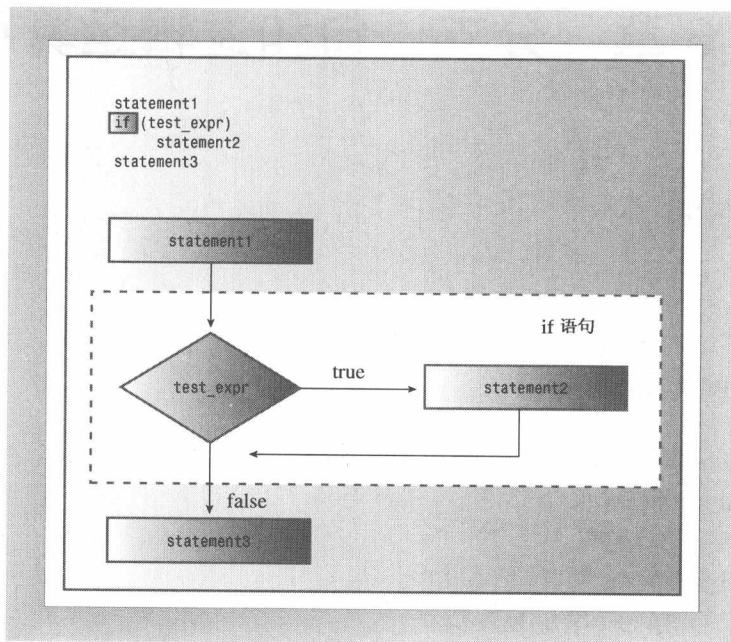 statement1
if (test_expr)
statement2
statement3
statement1
if 语句
test_expr
true
statement2
false
statement3